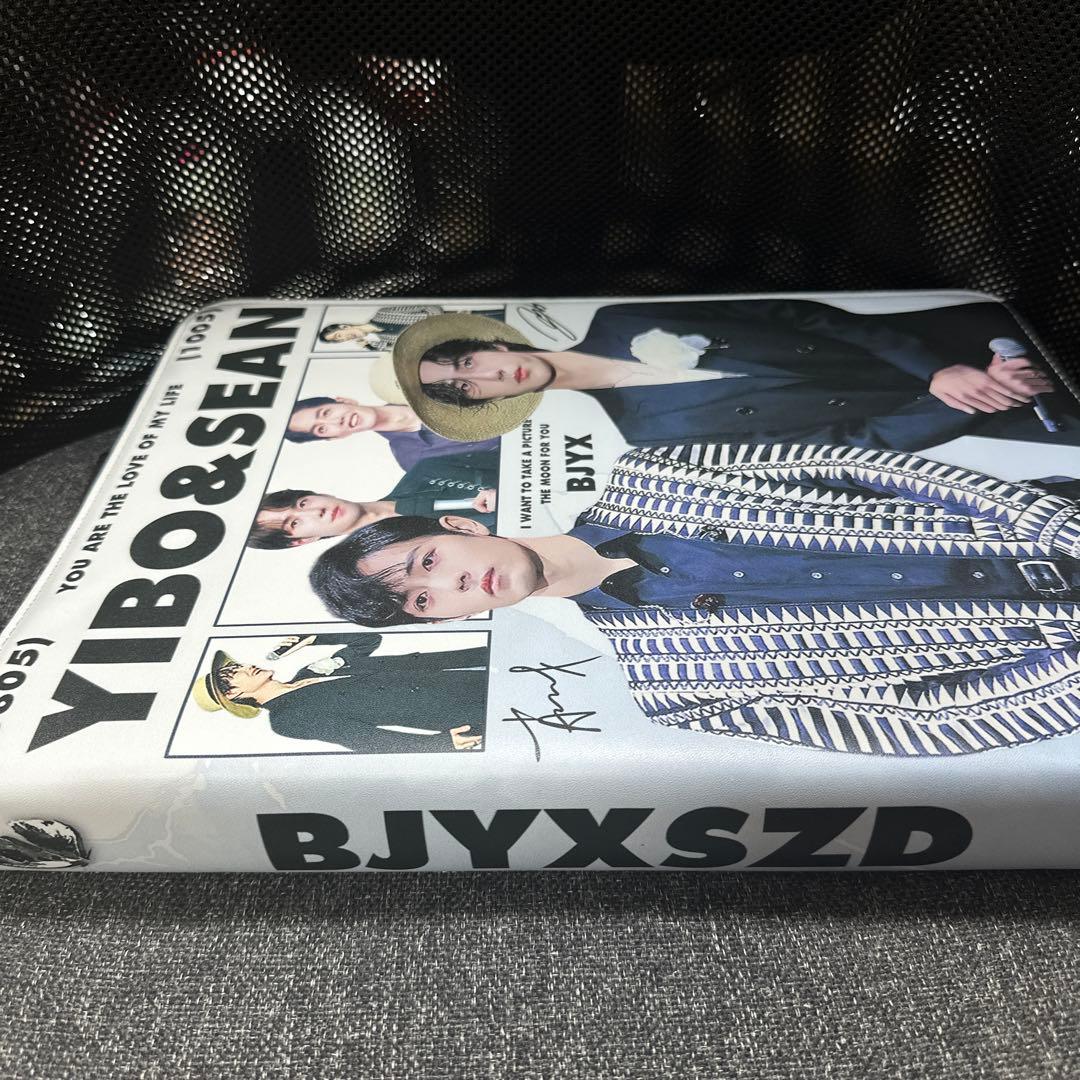 YOU ARE THE LOVE OF MY LIFE
(1005)
YIBO&SEAN
I WANT TO TAKE A PICTURE
THE MOON FOR YOU
BJYX
BJYXSZD